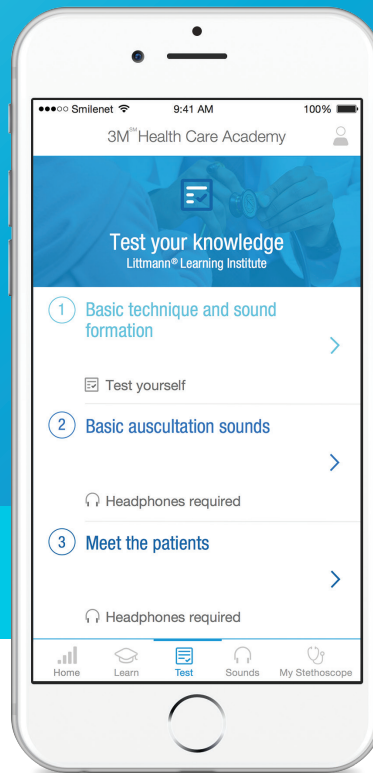 ●●●○○ Smilenet 9:41 AM 100%
3M℠ Health Care Academy
Test your knowledge
Littmann® Learning Institute
1 Basic technique and sound
formation
Test yourself
2 Basic auscultation sounds
Headphones required
3 Meet the patients
Headphones required
Home Learn Test Sounds My Stethoscope